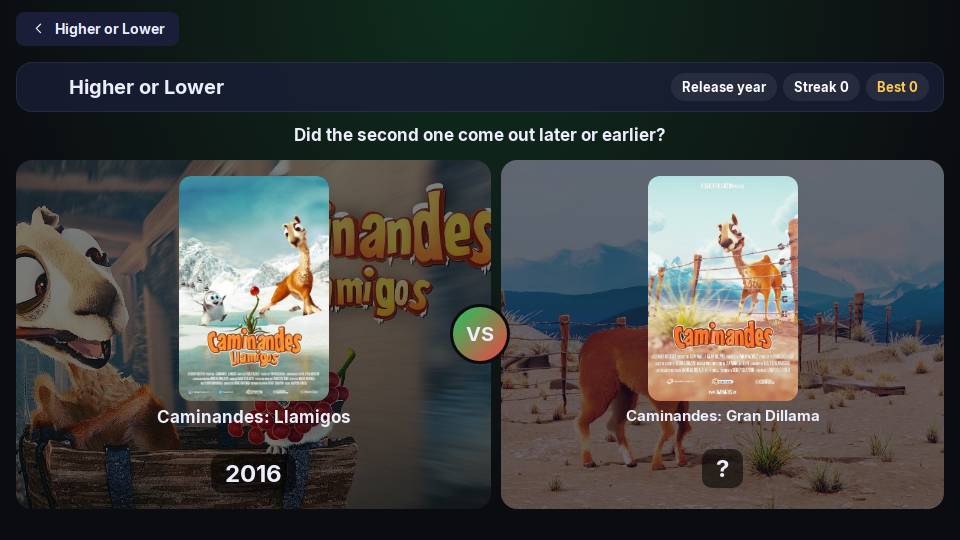 Higher or Lower
Higher or Lower
Release year
Streak 0
Best 0
Did the second one come out later or earlier?
Caminandes
Llamigos
Caminandes
VS
Caminandes: Llamigos
Caminandes: Gran Dillama
2016
?